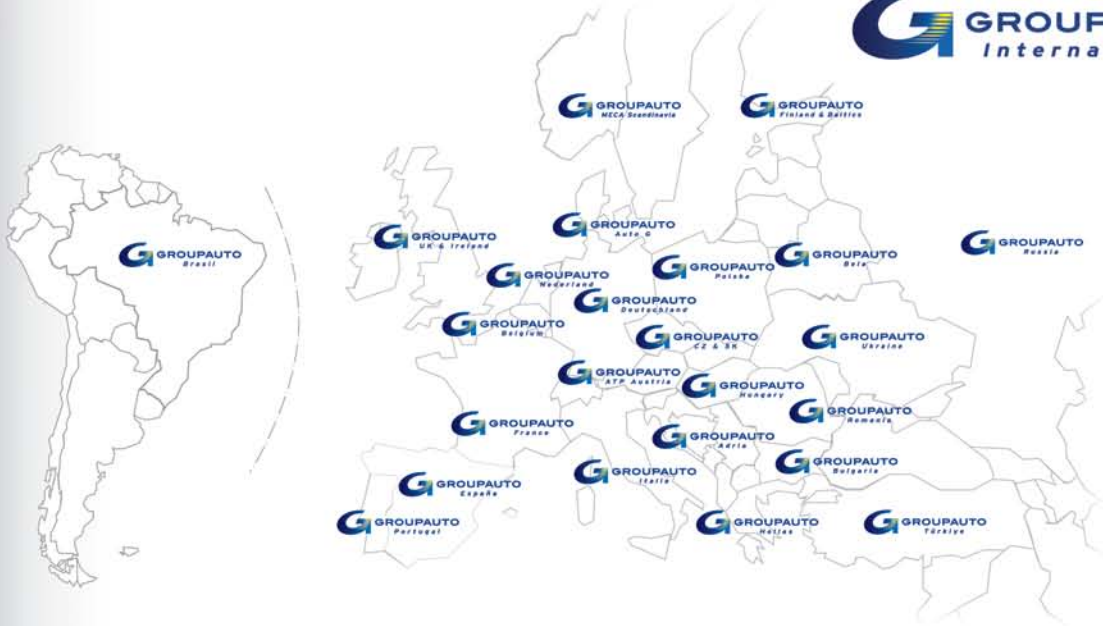 GROUP
Interna
GROUPAUTO
MECA Scandinavia
GROUPAUTO
Finland & Baltics
GROUPAUTO
Brasil
GROUPAUTO
UK & Ireland
GROUPAUTO
Auto G
GROUPAUTO
Russia
GROUPAUTO
Nederland
GROUPAUTO
Polska
GROUPAUTO
Bela
GROUPAUTO
Deutschland
GROUPAUTO
Belgium
GROUPAUTO
CZ & SK
GROUPAUTO
Ukraine
GROUPAUTO
ATP Austria
GROUPAUTO
Hungary
GROUPAUTO
Romania
GROUPAUTO
France
GROUPAUTO
Adria
GROUPAUTO
Bulgaria
GROUPAUTO
Italia
GROUPAUTO
España
GROUPAUTO
Portugal
GROUPAUTO
Hellas
GROUPAUTO
Türkiye